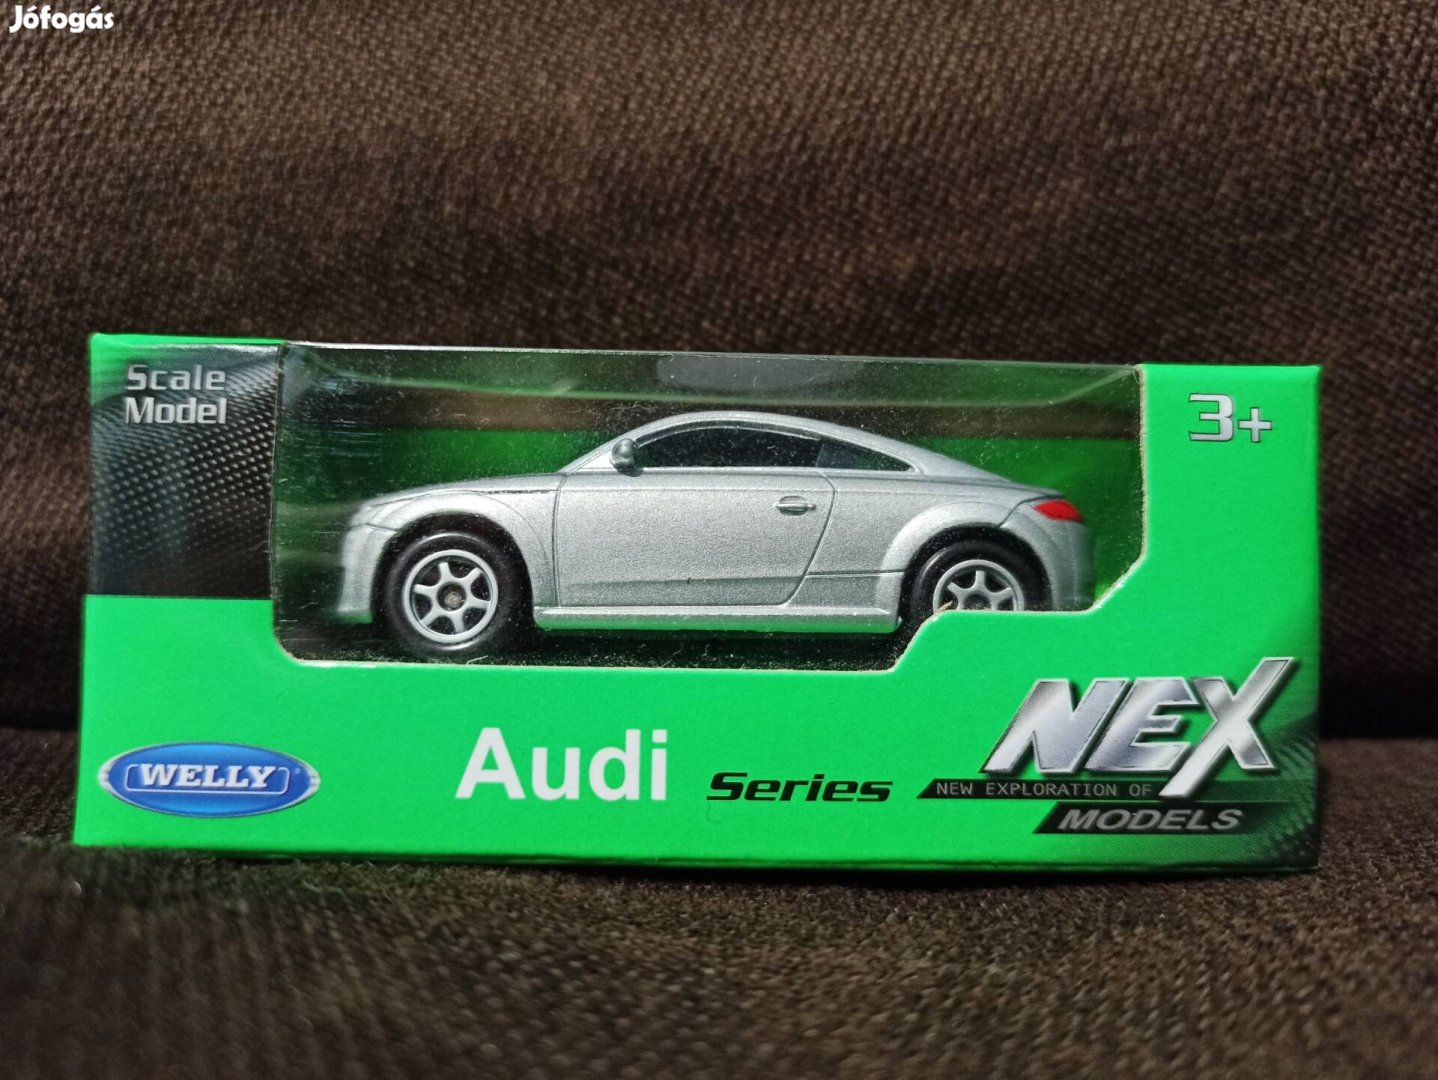 Jófogás
Scale
Model
3+
WELLY
Audi Series
NEX
NEW EXPLORATION OF
MODELS